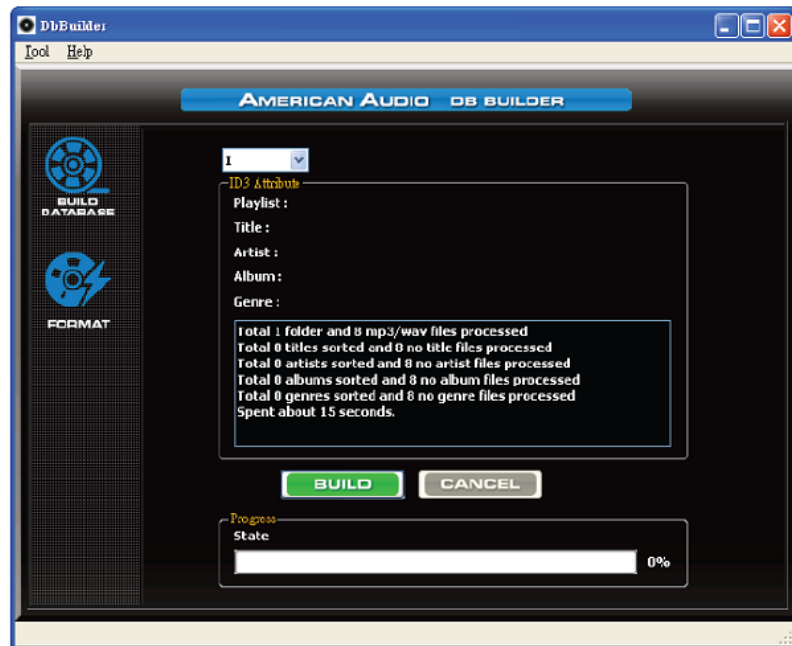 DbBuilder
Tool Help
AMERICAN AUDIO DB BUILDER
BUILD
DATABASE
FORMAT
I
ID3 Attribute
Playlist :
Title :
Artist :
Album :
Genre :
Total 1 folder and 8 mp3/wav files processed
Total 0 titles sorted and 8 no title files processed
Total 0 artists sorted and 8 no artist files processed
Total 0 albums sorted and 8 no album files processed
Total 0 genres sorted and 8 no genre files processed
Spent about 15 seconds.
BUILD CANCEL
Progress
State
0%